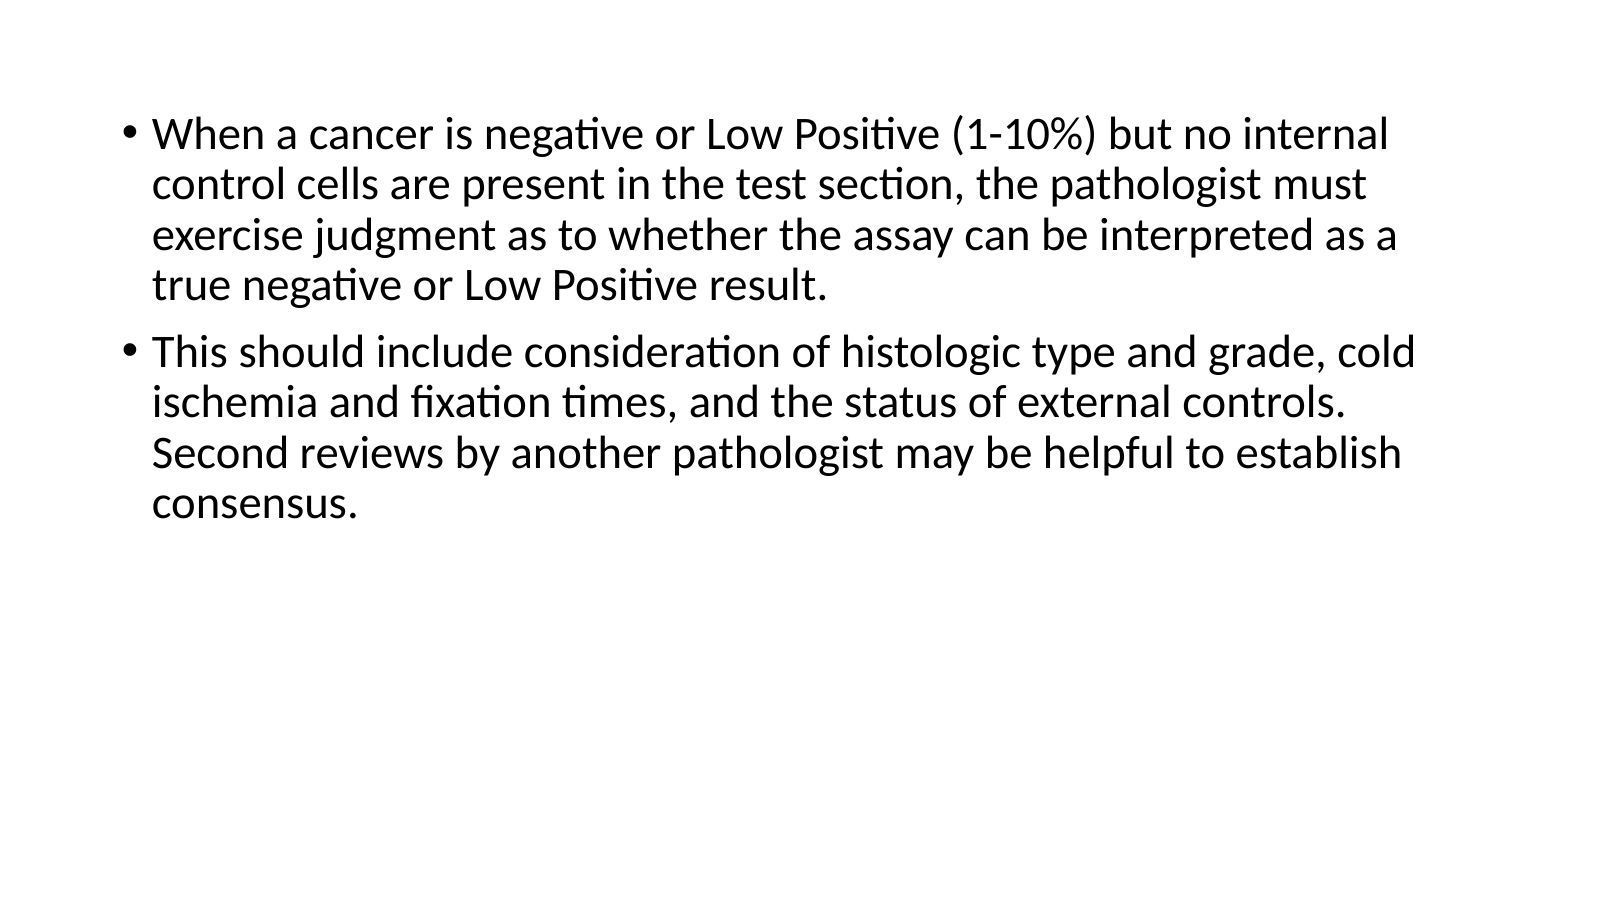 • When a cancer is negative or Low Positive (1-10%) but no internal
control cells are present in the test section, the pathologist must
exercise judgment as to whether the assay can be interpreted as a
true negative or Low Positive result.
• This should include consideration of histologic type and grade, cold
ischemia and fixation times, and the status of external controls.
Second reviews by another pathologist may be helpful to establish
consensus.